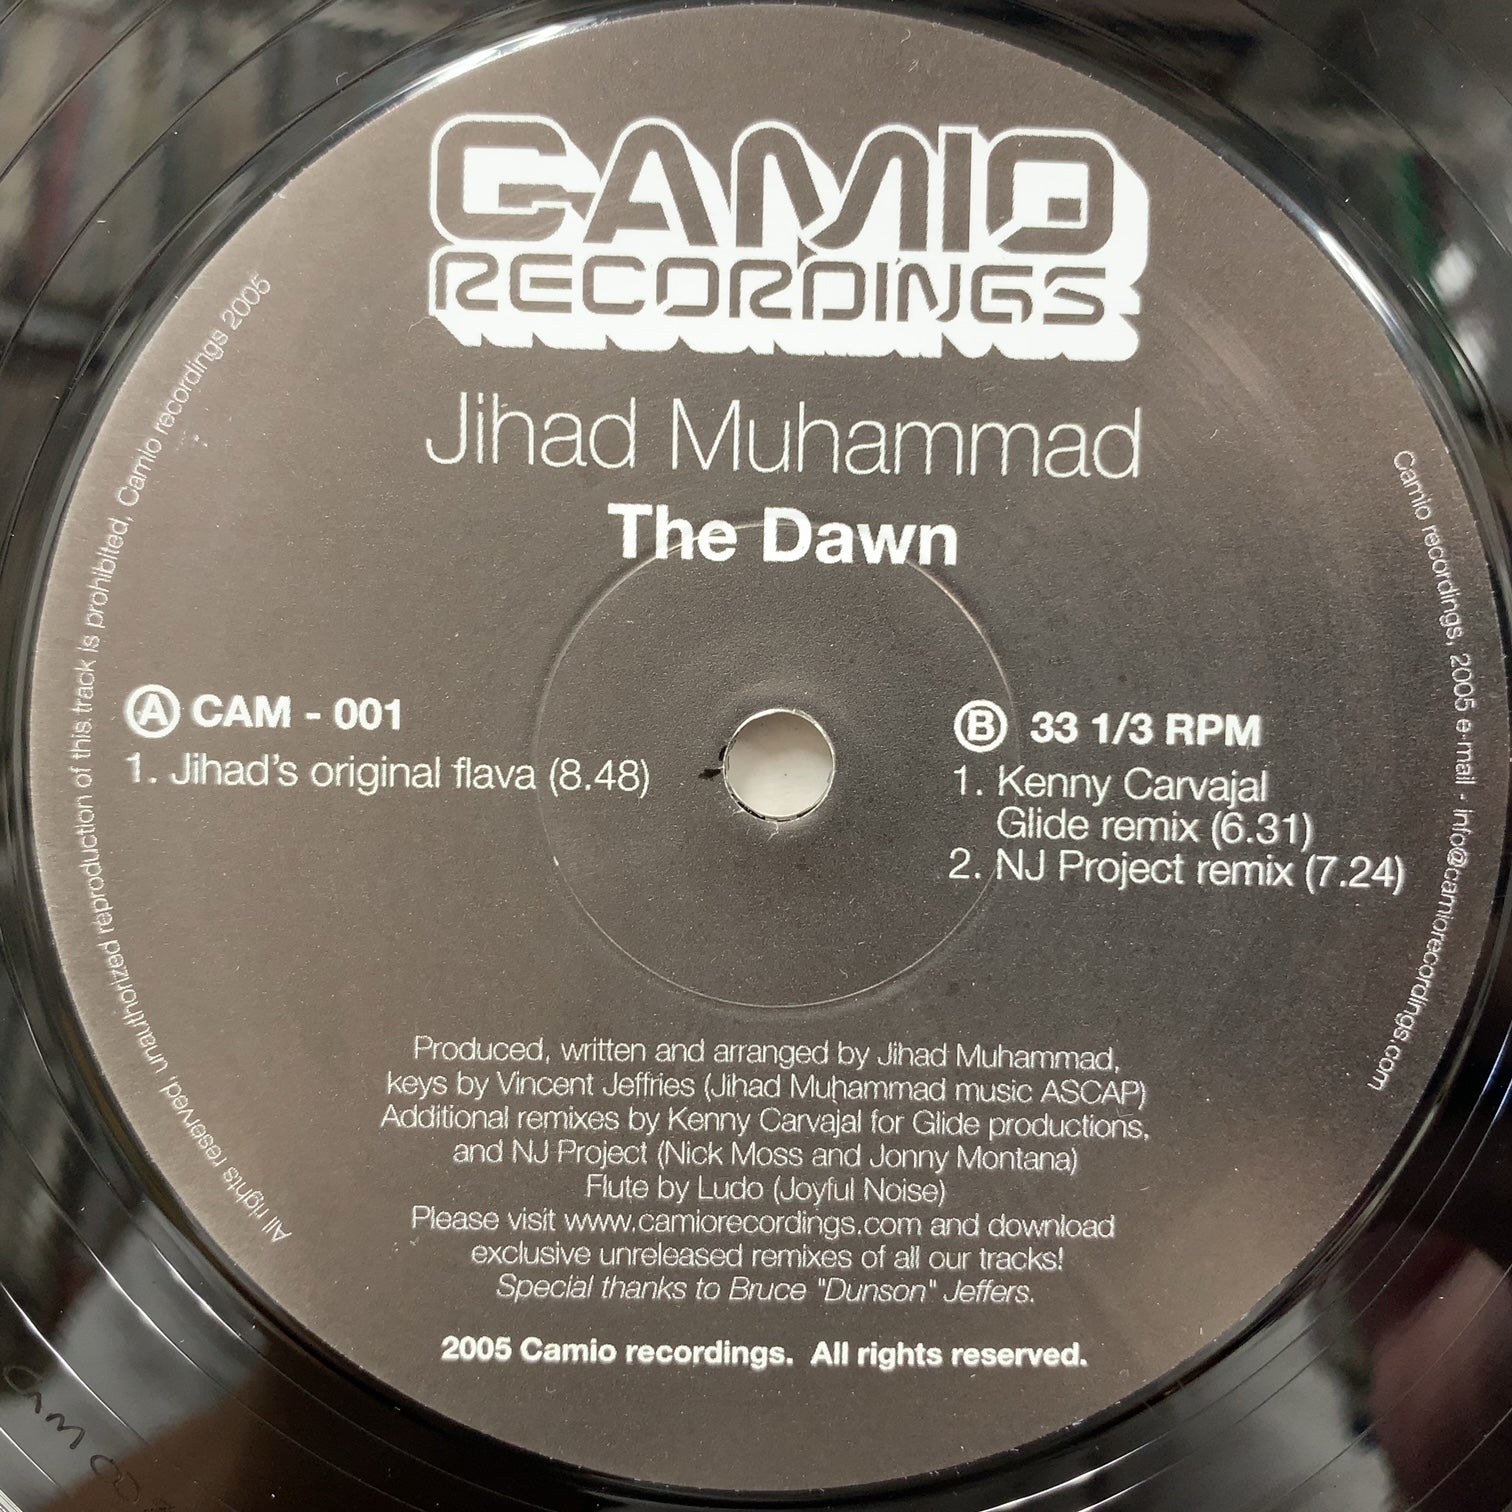 CAMIO
RECORDINGS
Jihad Muhammad
The Dawn
A CAM - 001
1. Jihad's original flava (8.48)
B 33 1/3 RPM
1. Kenny Carvajal
Glide remix (6.31)
2. NJ Project remix (7.24)
Produced, written and arranged by Jihad Muhammad,
keys by Vincent Jeffries (Jihad Muhammad music ASCAP)
Additional remixes by Kenny Carvajal for Glide productions,
and NJ Project (Nick Moss and Jonny Montana)
Flute by Ludo (Joyful Noise)
Please visit www.camiorecordings.com and download
exclusive unreleased remixes of all our tracks!
Special thanks to Bruce "Dunson" Jeffers.
2005 Camio recordings. All rights reserved.
All rights reserved, unauthorized reproduction of this track is prohibited, Camio recordings 2005
Camio recordings, 2005 e-mail - info@camiorecordings.com